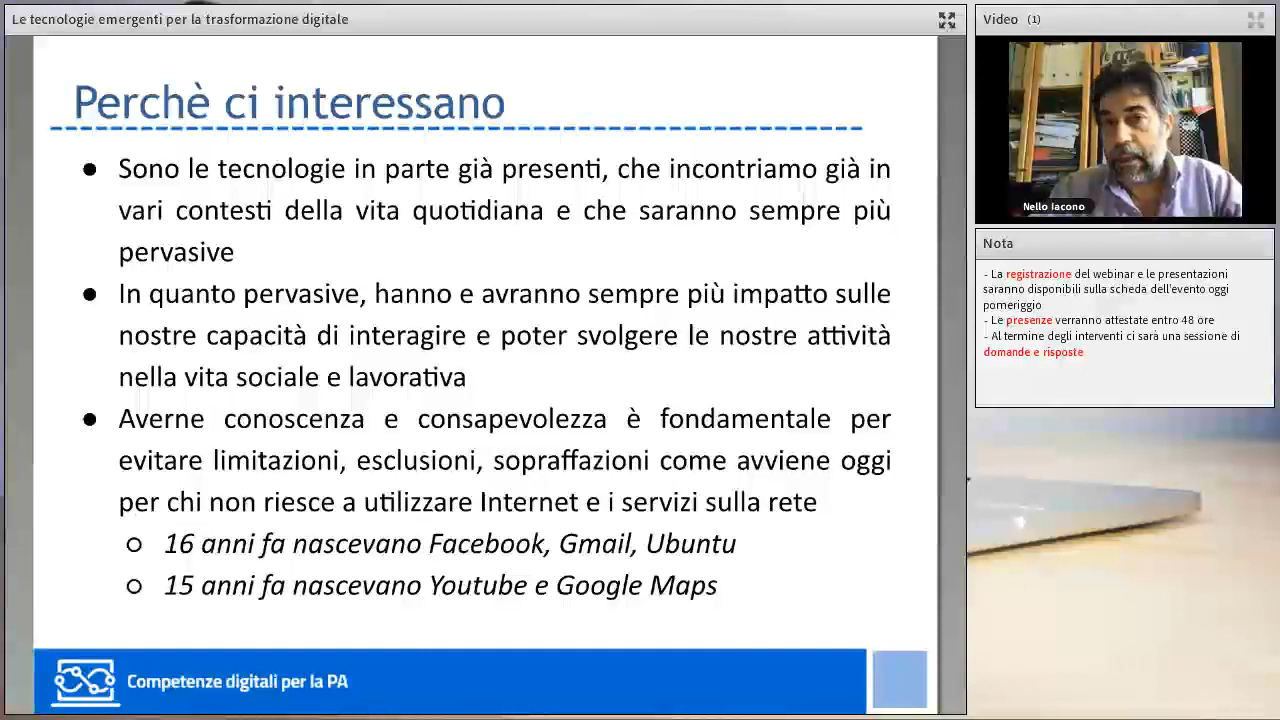 Le tecnologie emergenti per la trasformazione digitale
Perchè ci interessano
● Sono le tecnologie in parte già presenti, che incontriamo già in
vari contesti della vita quotidiana e che saranno sempre più
pervasive
● In quanto pervasive, hanno e avranno sempre più impatto sulle
nostre capacità di interagire e poter svolgere le nostre attività
nella vita sociale e lavorativa
● Averne conoscenza e consapevolezza è fondamentale per
evitare limitazioni, esclusioni, sopraffazioni come avviene oggi
per chi non riesce a utilizzare Internet e i servizi sulla rete
○ 16 anni fa nascevano Facebook, Gmail, Ubuntu
○ 15 anni fa nascevano Youtube e Google Maps
Competenze digitali per la PA
Video (1)
Nello Iacono
Nota
- La registrazione del webinar e le presentazioni
saranno disponibili sulla scheda dell'evento oggi
pomeriggio
- Le presenze verranno attestate entro 48 ore
- Al termine degli interventi ci sarà una sessione di
domande e risposte